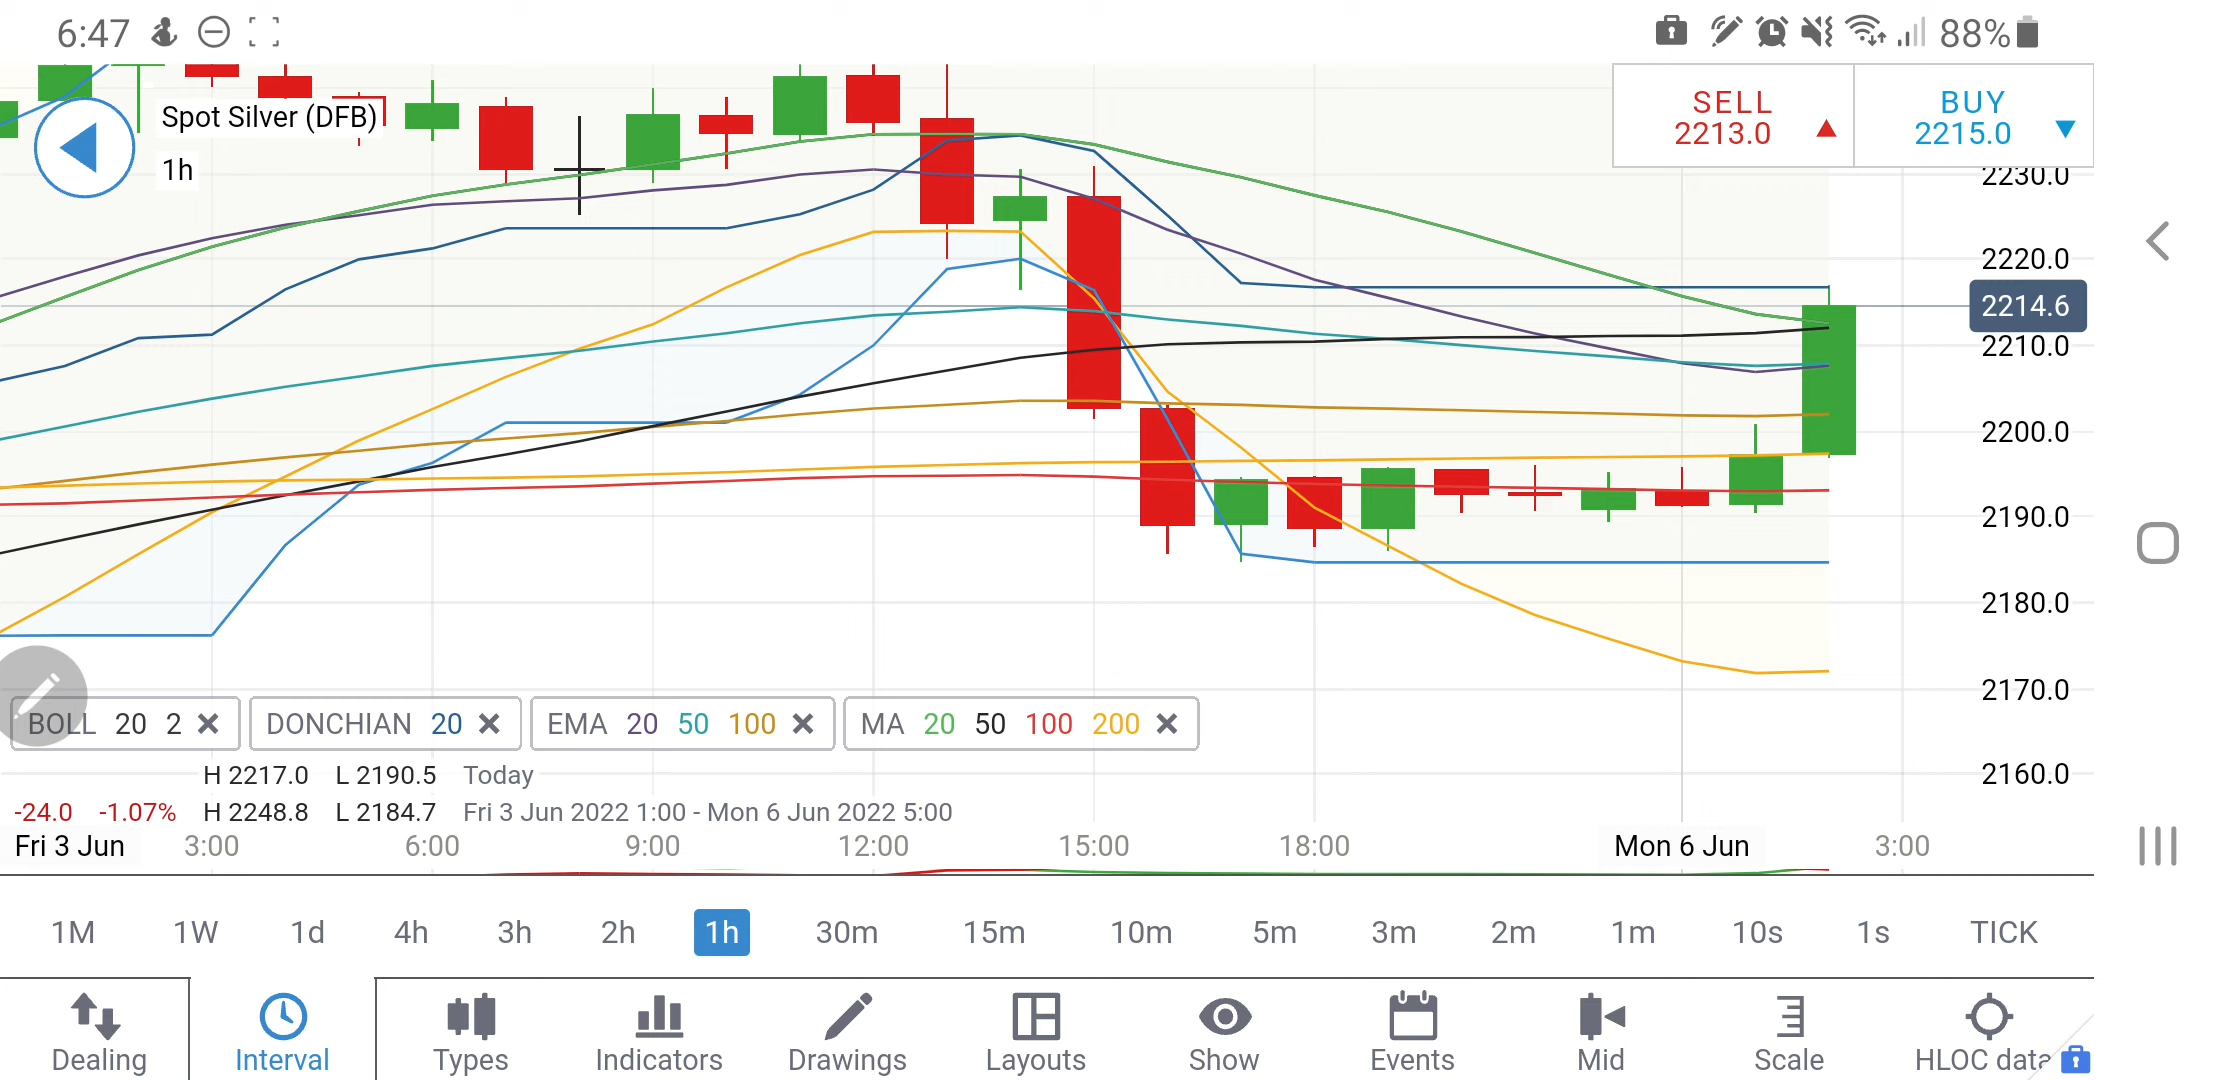 6:47 88%
Spot Silver (DFB)
1h
SELL BUY
2213.0 2215.0
2230.0
2220.0
2214.6
2210.0
2200.0
2190.0
2180.0
2170.0
2160.0
BOLL 20 2 DONCHIAN 20 EMA 20 50 100 MA 20 50 100 200
H 2217.0 L 2190.5 Today
-24.0 -1.07% H 2248.8 L 2184.7 Fri 3 Jun 2022 1:00 - Mon 6 Jun 2022 5:00
Fri 3 Jun 3:00 6:00 9:00 12:00 15:00 18:00 Mon 6 Jun 3:00
1M 1W 1d 4h 3h 2h 1h 30m 15m 10m 5m 3m 2m 1m 10s 1s TICK
Dealing Interval Types Indicators Drawings Layouts Show Events Mid Scale HLOC data